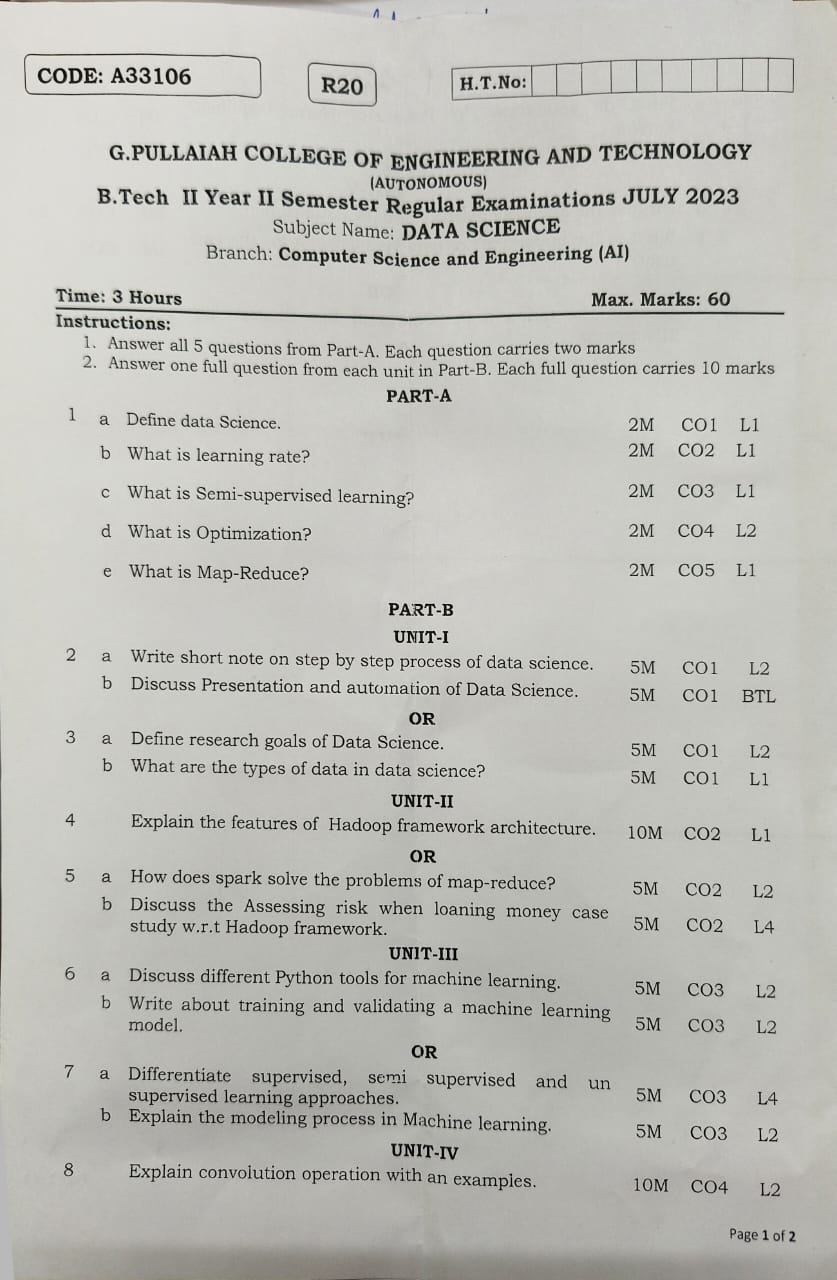 CODE: A33106
R20
H.T.No:
G.PULLAIAH COLLEGE OF ENGINEERING AND TECHNOLOGY
(AUTONOMOUS)
B.Tech II Year II Semester Regular Examinations JULY 2023
Subject Name: DATA SCIENCE
Branch: Computer Science and Engineering (AI)
Time: 3 Hours Max. Marks: 60
Instructions:
1. Answer all 5 questions from Part-A. Each question carries two marks
2. Answer one full question from each unit in Part-B. Each full question carries 10 marks
PART-A
1 a Define data Science. 2M CO1 L1
b What is learning rate? 2M CO2 L1
c What is Semi-supervised learning? 2M CO3 L1
d What is Optimization? 2M CO4 L2
e What is Map-Reduce? 2M CO5 L1
PART-B
UNIT-I
2 a Write short note on step by step process of data science. 5M CO1 L2
b Discuss Presentation and automation of Data Science. 5M CO1 BTL
OR
3 a Define research goals of Data Science. 5M CO1 L2
b What are the types of data in data science? 5M CO1 L1
UNIT-II
4 Explain the features of Hadoop framework architecture. 10M CO2 L1
OR
5 a How does spark solve the problems of map-reduce? 5M CO2 L2
b Discuss the Assessing risk when loaning money case
study w.r.t Hadoop framework. 5M CO2 L4
UNIT-III
6 a Discuss different Python tools for machine learning. 5M CO3 L2
b Write about training and validating a machine learning
model. 5M CO3 L2
OR
7 a Differentiate supervised, semi supervised and un
supervised learning approaches. 5M CO3 L4
b Explain the modeling process in Machine learning. 5M CO3 L2
UNIT-IV
8 Explain convolution operation with an examples. 10M CO4 L2
Page 1 of 2